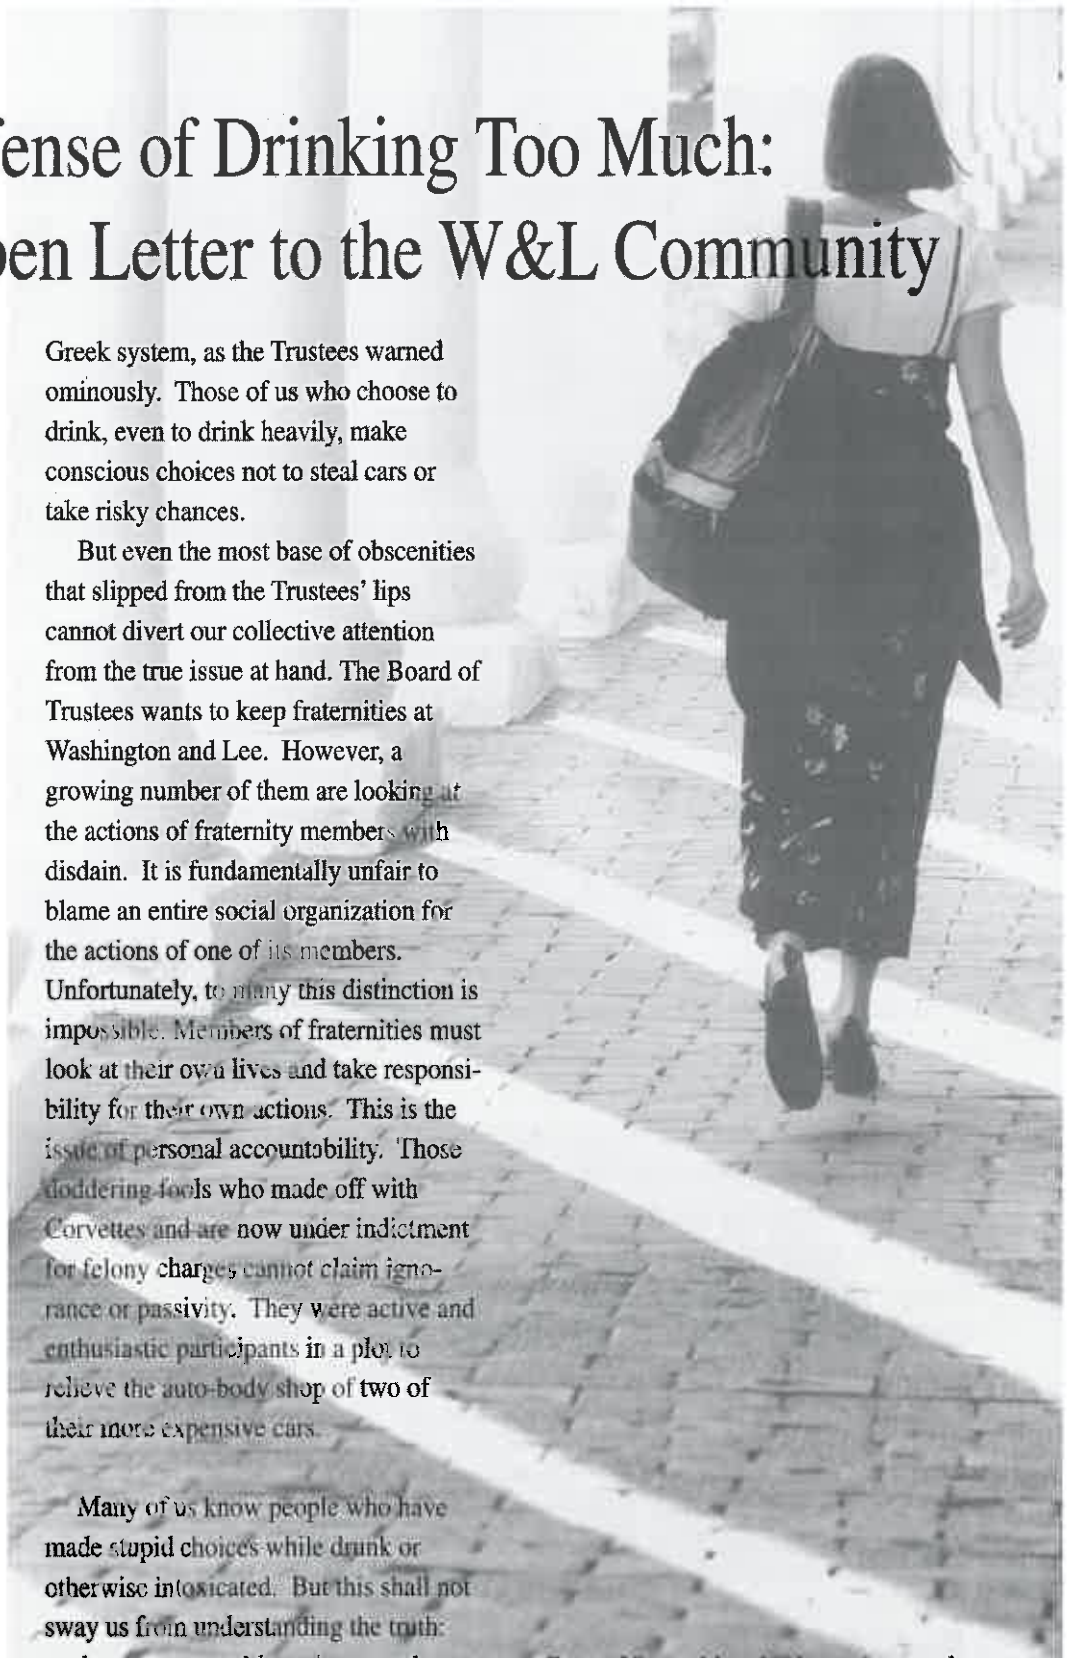 ense of Drinking Too Much:
en Letter to the W&L Community
Greek system, as the Trustees warned
ominously. Those of us who choose to
drink, even to drink heavily, make
conscious choices not to steal cars or
take risky chances.
But even the most base of obscenities
that slipped from the Trustees' lips
cannot divert our collective attention
from the true issue at hand. The Board of
Trustees wants to keep fraternities at
Washington and Lee. However, a
growing number of them are looking at
the actions of fraternity members with
disdain. It is fundamentally unfair to
blame an entire social organization for
the actions of one of its members.
Unfortunately, to many this distinction is
impossible. Members of fraternities must
look at their own lives and take responsi-
bility for their own actions. This is the
issue of personal accountability. Those
doddering fools who made off with
Corvettes and are now under indictment
for felony charges cannot claim igno-
rance or passivity. They were active and
enthusiastic participants in a plot to
relieve the auto-body shop of two of
their more expensive cars.
Many of us know people who have
made stupid choices while drunk or
otherwise intoxicated. But this shall not
sway us from understanding the truth: